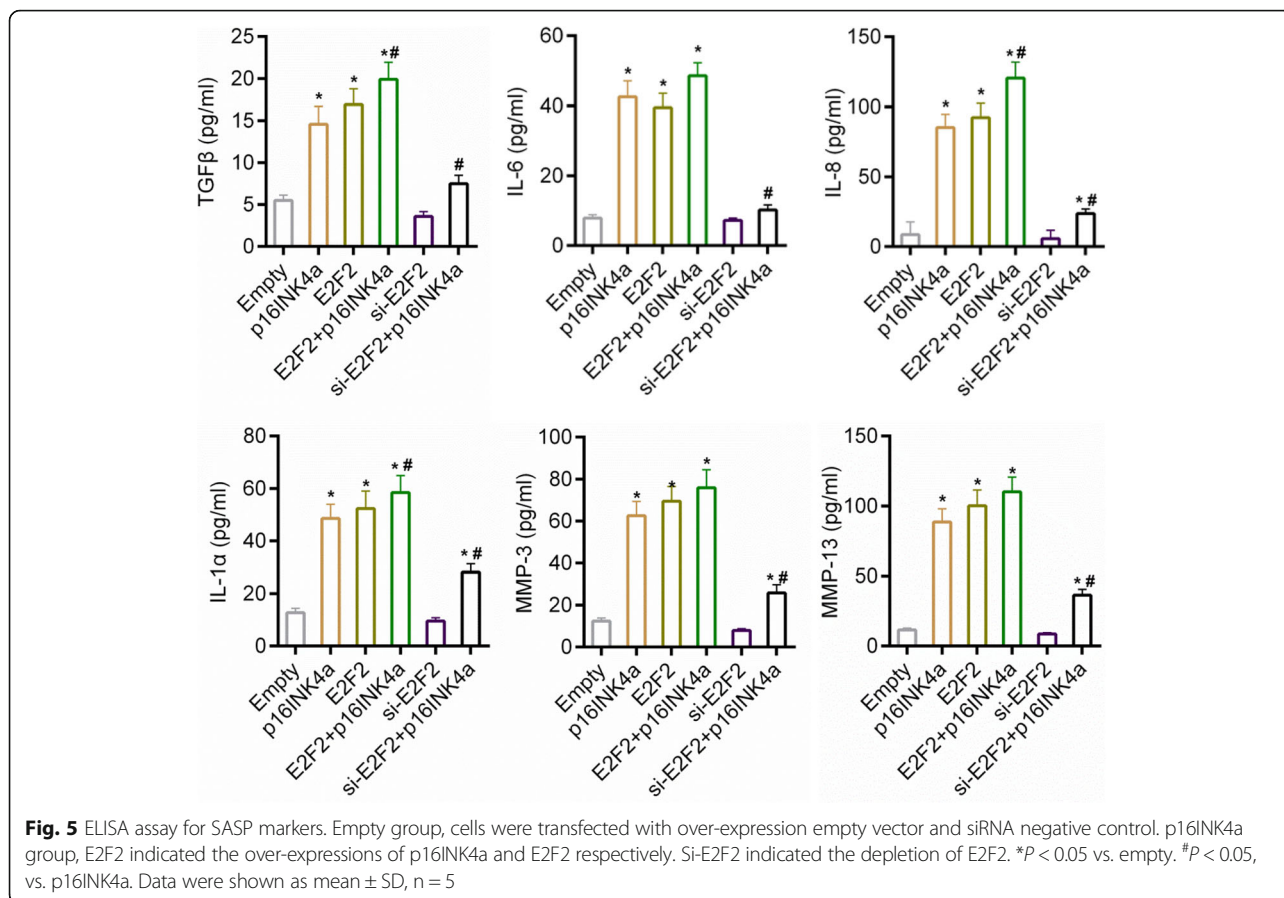 25
20
15
10
5
0
TGFβ (pg/ml)
*
*
*#
#
Empty
p16INK4a
E2F2
E2F2+p16INK4a
si-E2F2
si-E2F2+p16INK4a
60
40
20
0
IL-6 (pg/ml)
*
*
*
#
Empty
p16INK4a
E2F2
E2F2+p16INK4a
si-E2F2
si-E2F2+p16INK4a
150
100
50
0
IL-8 (pg/ml)
*
*
*#
*#
Empty
p16INK4a
E2F2
E2F2+p16INK4a
si-E2F2
si-E2F2+p16INK4a
80
60
40
20
0
IL-1α (pg/ml)
*
*
*#
*#
Empty
p16INK4a
E2F2
E2F2+p16INK4a
si-E2F2
si-E2F2+p16INK4a
100
80
60
40
20
0
MMP-3 (pg/ml)
*
*
*
*#
Empty
p16INK4a
E2F2
E2F2+p16INK4a
si-E2F2
si-E2F2+p16INK4a
150
100
50
0
MMP-13 (pg/ml)
*
*
*
*#
Empty
p16INK4a
E2F2
E2F2+p16INK4a
si-E2F2
si-E2F2+p16INK4a
Fig. 5 ELISA assay for SASP markers. Empty group, cells were transfected with over-expression empty vector and siRNA negative control. p16INK4a
group, E2F2 indicated the over-expressions of p16INK4a and E2F2 respectively. Si-E2F2 indicated the depletion of E2F2. *P < 0.05 vs. empty. #P < 0.05,
vs. p16INK4a. Data were shown as mean ± SD, n = 5